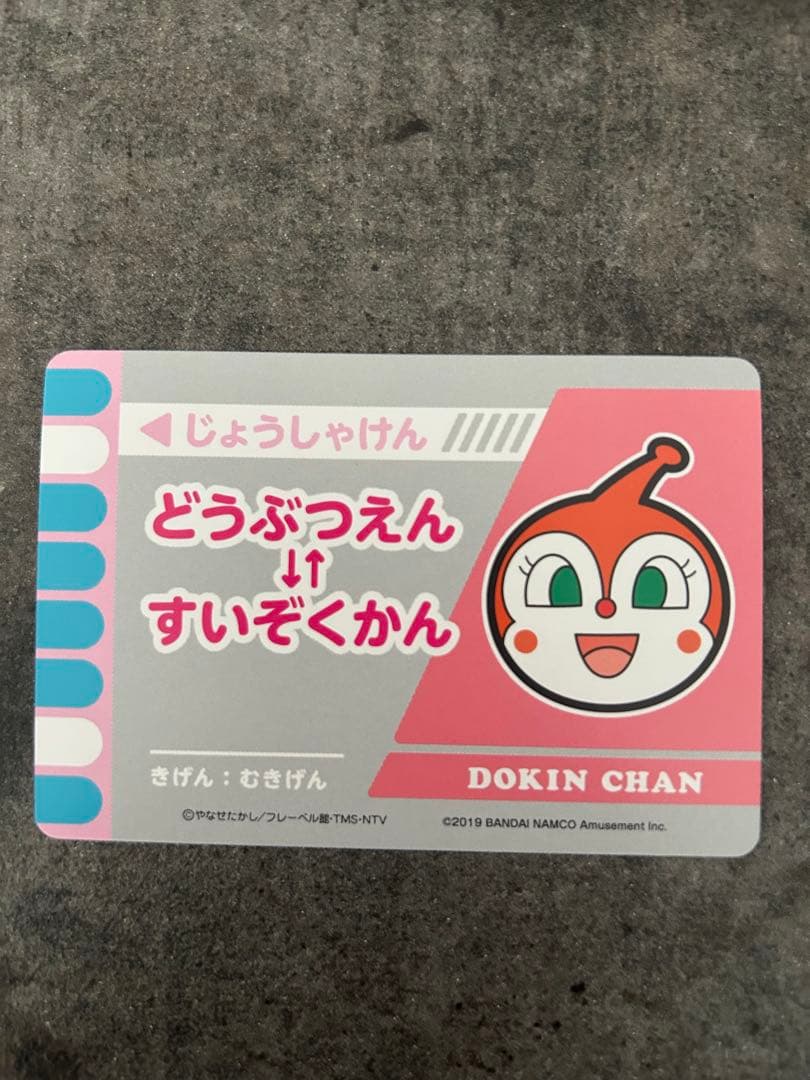 ◀じょうしゃけん
どうぶつえん
↓↑
すいぞくかん
きげん：むきげん
DOKIN CHAN
©やなせたかし/フレーベル館・TMS・NTV
©2019 BANDAI NAMCO Amusement Inc.